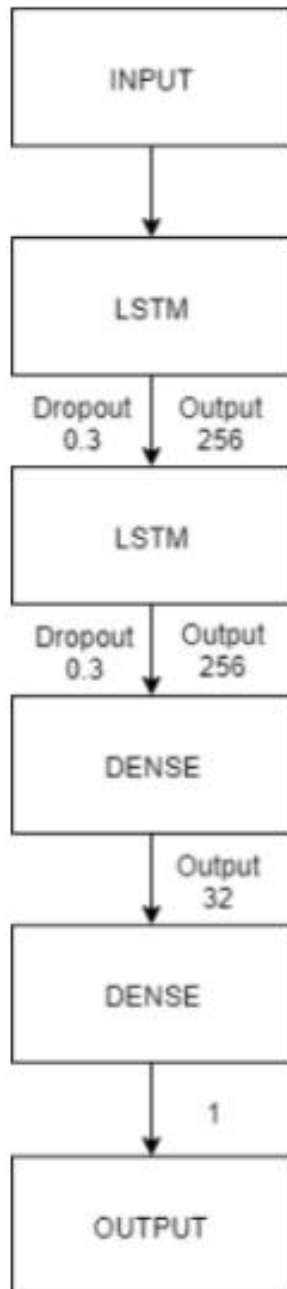 INPUT
LSTM
Dropout Output
0.3 256
LSTM
Dropout Output
0.3 256
DENSE
Output
32
DENSE
1
OUTPUT